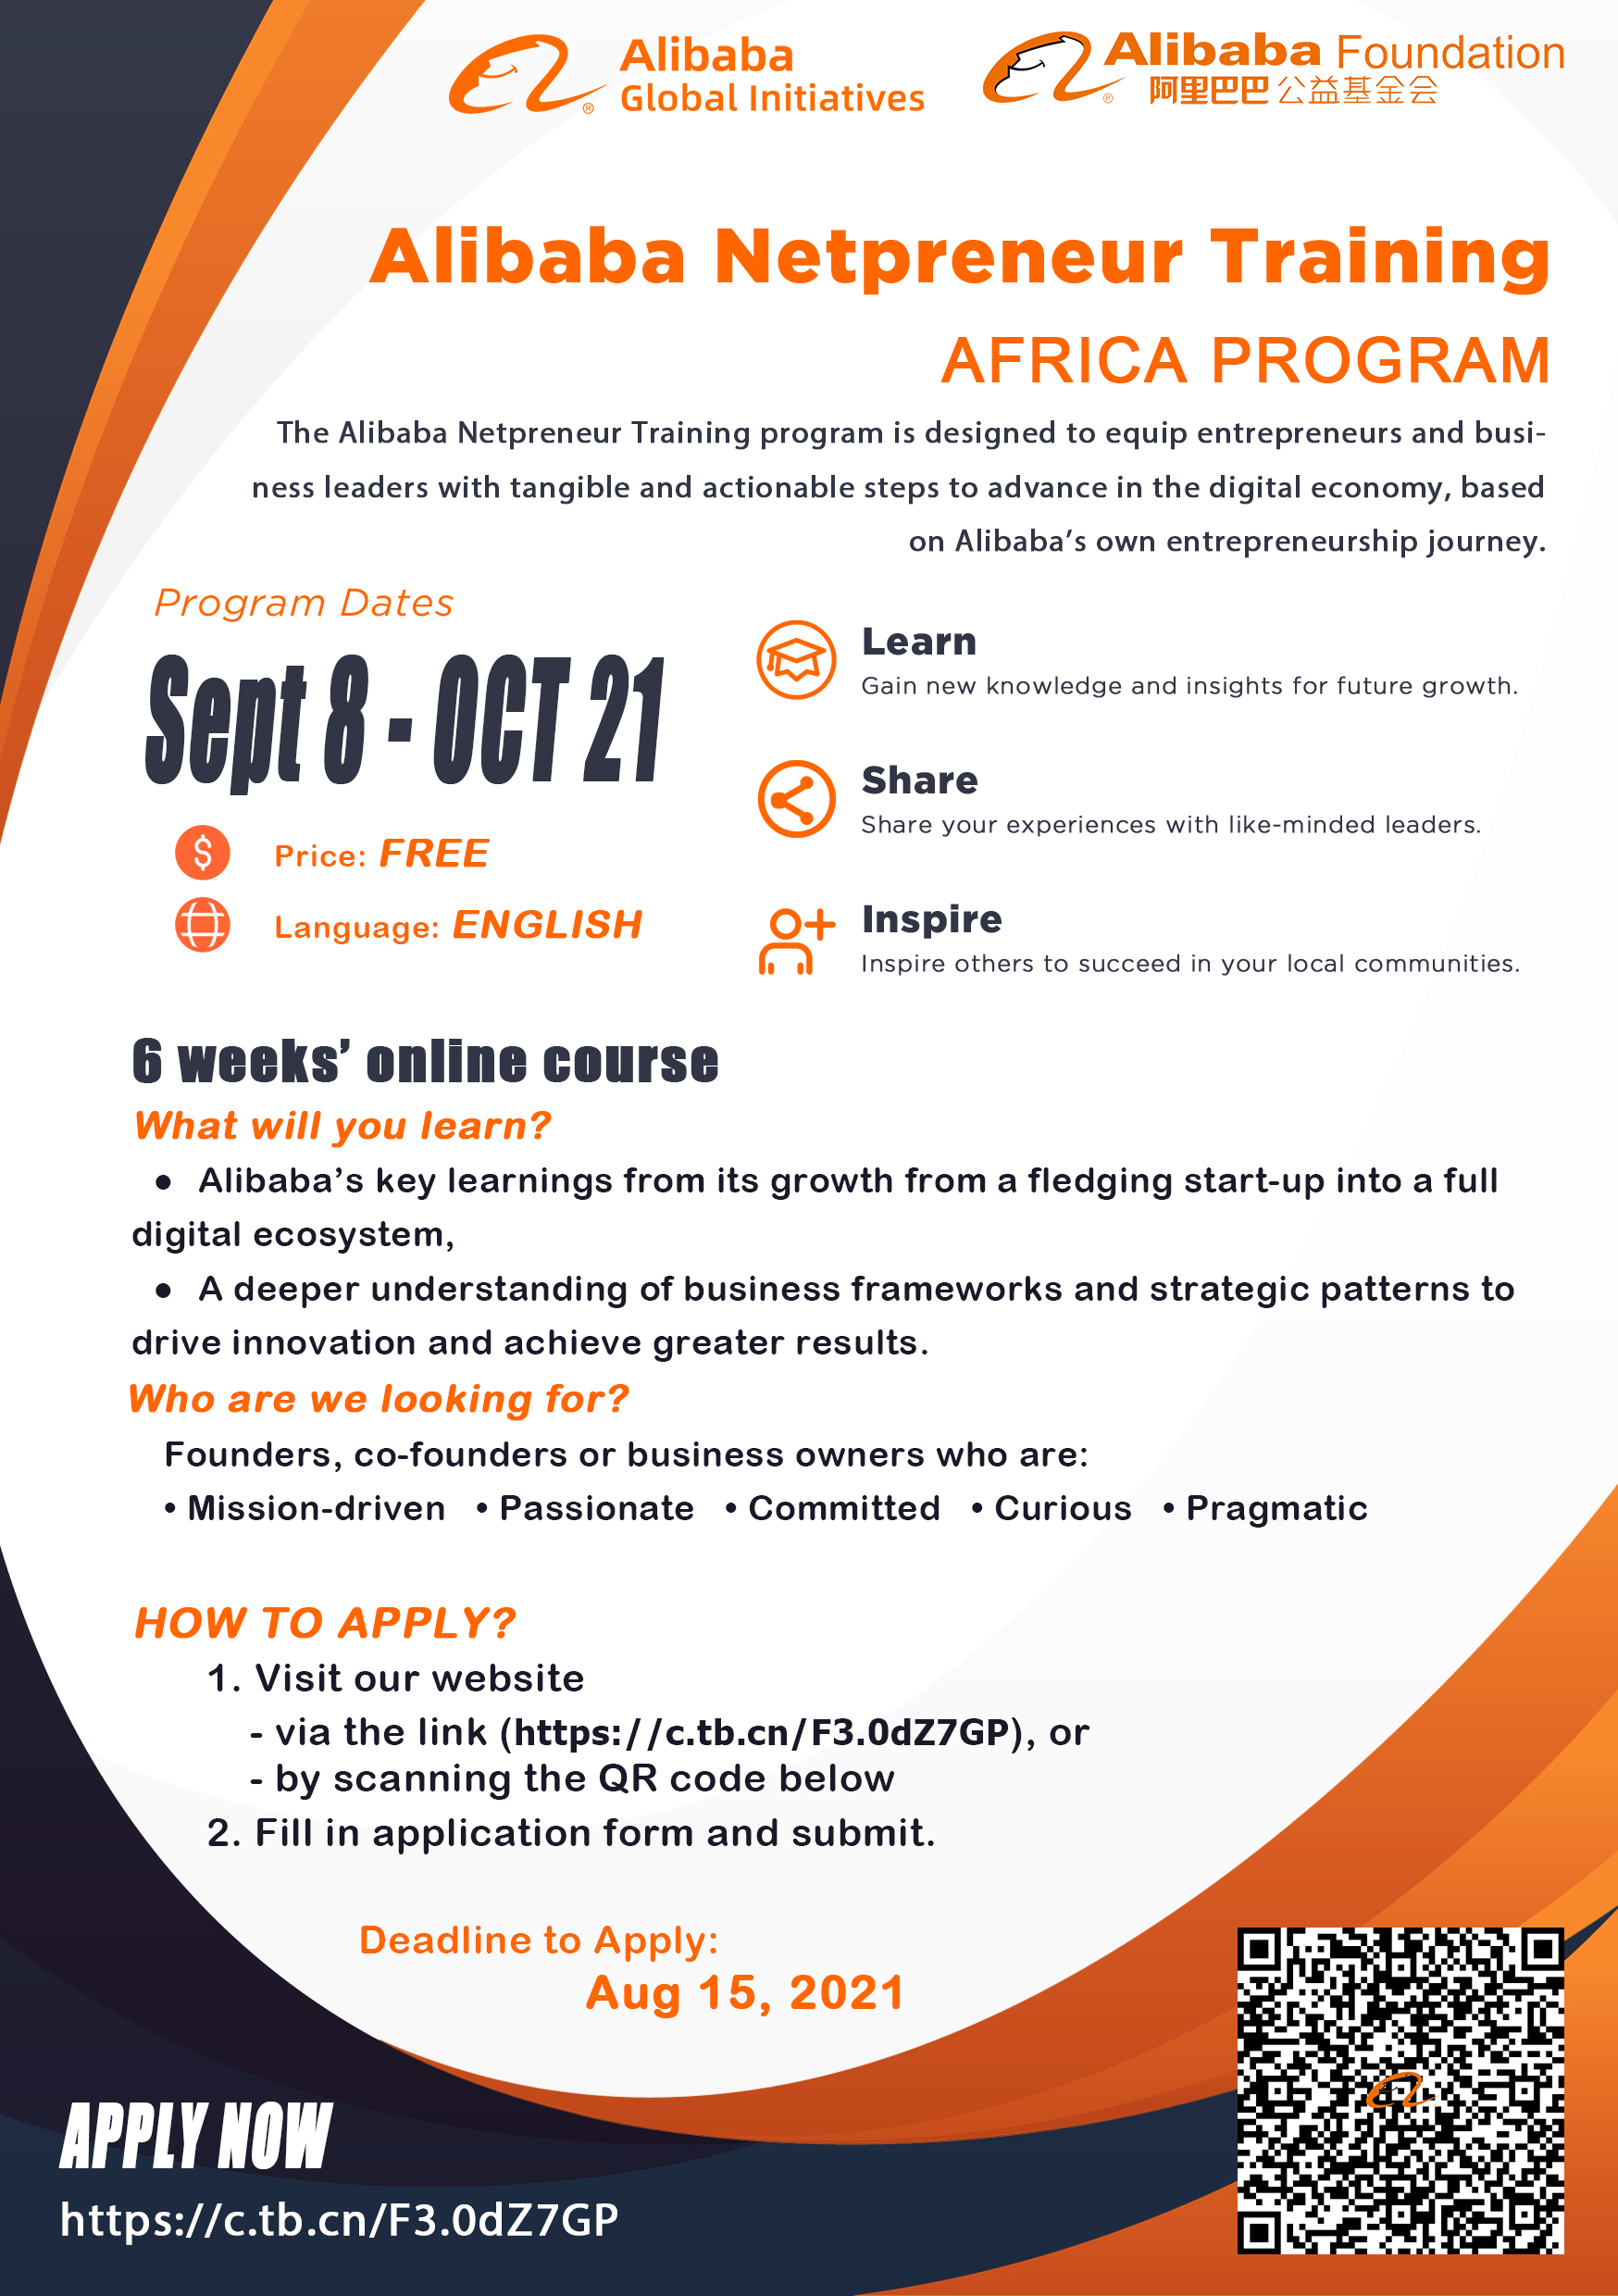 Alibaba
Global Initiatives
Alibaba Foundation
阿里巴巴公益基金会
Alibaba Netpreneur Training
AFRICA PROGRAM
The Alibaba Netpreneur Training program is designed to equip entrepreneurs and busi-
ness leaders with tangible and actionable steps to advance in the digital economy, based
on Alibaba’s own entrepreneurship journey.
Program Dates
Sept 8 - OCT 21
Price: FREE
Language: ENGLISH
Learn
Gain new knowledge and insights for future growth.
Share
Share your experiences with like-minded leaders.
Inspire
Inspire others to succeed in your local communities.
6 weeks’ online course
What will you learn?
● Alibaba’s key learnings from its growth from a fledging start-up into a full
digital ecosystem,
● A deeper understanding of business frameworks and strategic patterns to
drive innovation and achieve greater results.
Who are we looking for?
Founders, co-founders or business owners who are:
• Mission-driven • Passionate • Committed • Curious • Pragmatic
HOW TO APPLY?
1. Visit our website
- via the link (https://c.tb.cn/F3.0dZ7GP), or
- by scanning the QR code below
2. Fill in application form and submit.
Deadline to Apply:
Aug 15, 2021
APPLY NOW
https://c.tb.cn/F3.0dZ7GP